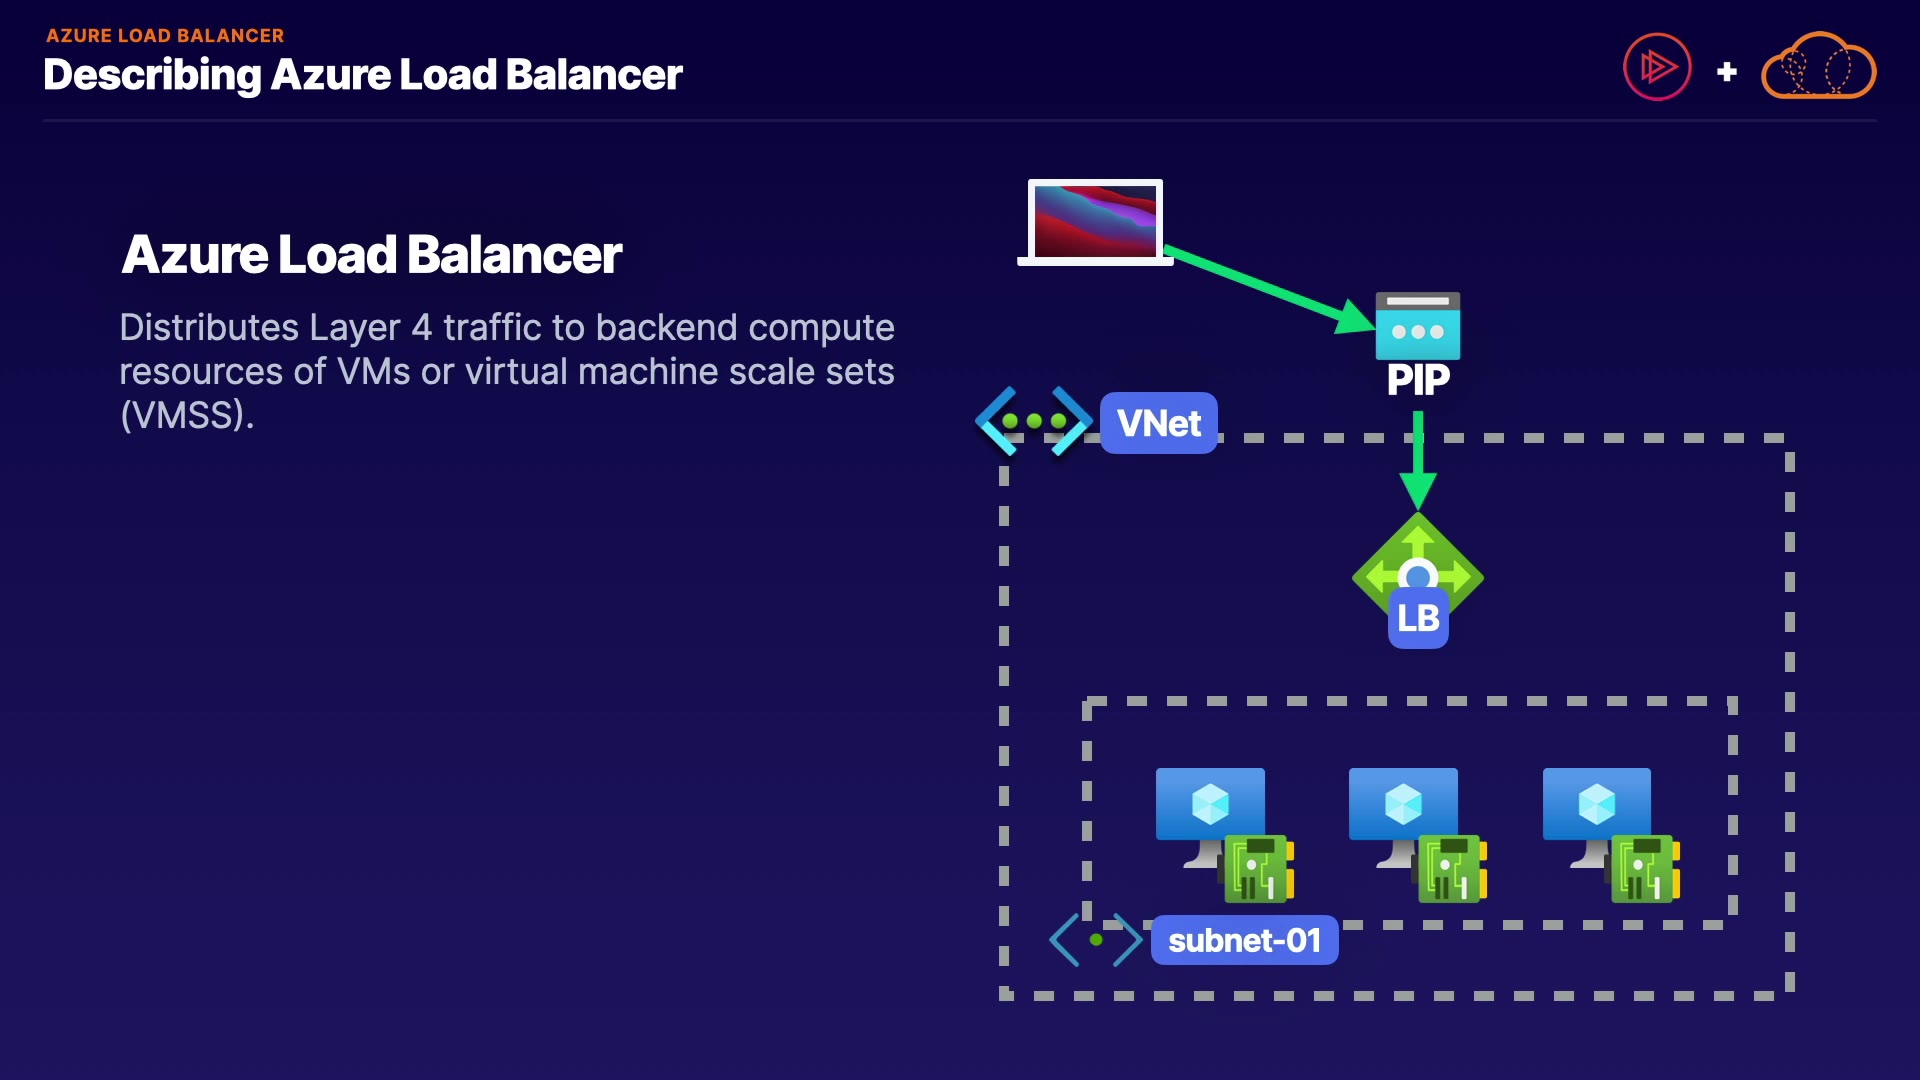 AZURE LOAD BALANCER
Describing Azure Load Balancer
Azure Load Balancer
Distributes Layer 4 traffic to backend compute
resources of VMs or virtual machine scale sets
(VMSS).
PIP
VNet
LB
subnet-01